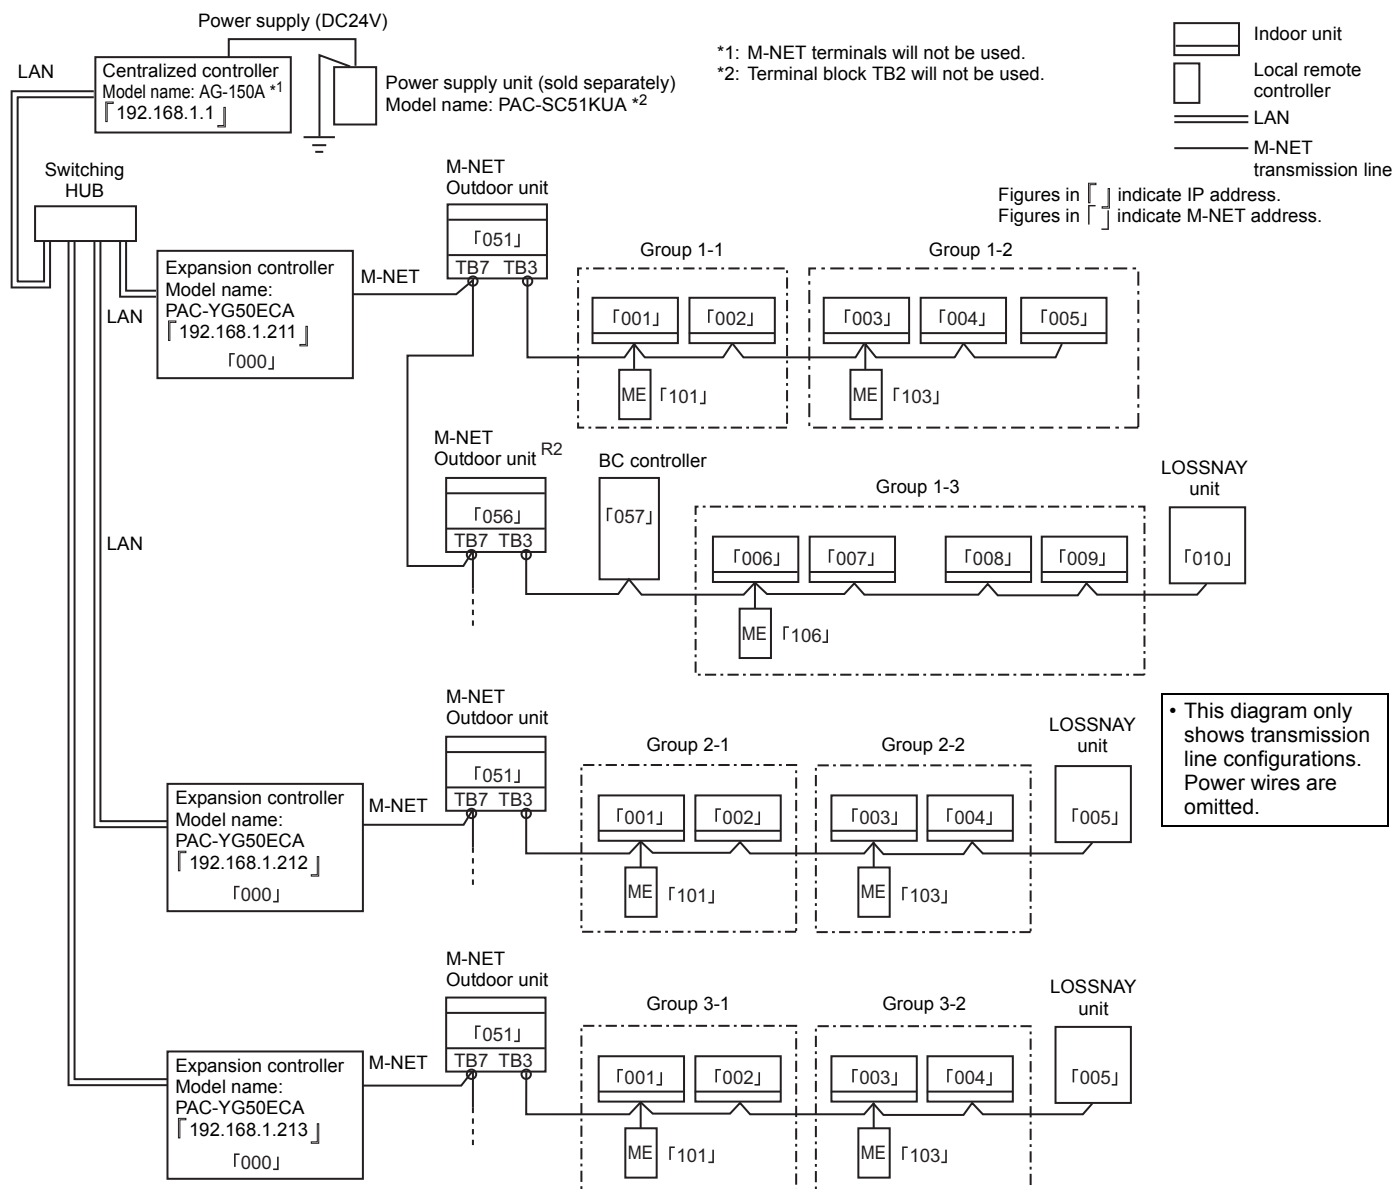 Power supply (DC24V)
LAN
Centralized controller
Model name: AG-150A *1
『192.168.1.1』
Power supply unit (sold separately)
Model name: PAC-SC51KUA *2
*1: M-NET terminals will not be used.
*2: Terminal block TB2 will not be used.
Indoor unit
Local remote
controller
LAN
M-NET
transmission line
Figures in『 』indicate IP address.
Figures in「 」indicate M-NET address.
Switching
HUB
LAN
Expansion controller
Model name:
PAC-YG50ECA
『192.168.1.211』
「000」
M-NET
M-NET
Outdoor unit
「051」
TB7 TB3
Group 1-1
「001」
「002」
ME「101」
Group 1-2
「003」
「004」
「005」
ME「103」
M-NET
Outdoor unit R2
「056」
TB7 TB3
BC controller
「057」
Group 1-3
「006」
「007」
「008」
「009」
ME「106」
LOSSNAY
unit
「010」
LAN
Expansion controller
Model name:
PAC-YG50ECA
『192.168.1.212』
「000」
M-NET
M-NET
Outdoor unit
「051」
TB7 TB3
Group 2-1
「001」
「002」
ME「101」
Group 2-2
「003」
「004」
ME「103」
LOSSNAY
unit
「005」
• This diagram only
shows transmission
line configurations.
Power wires are
omitted.
Expansion controller
Model name:
PAC-YG50ECA
『192.168.1.213』
「000」
M-NET
M-NET
Outdoor unit
「051」
TB7 TB3
Group 3-1
「001」
「002」
ME「101」
Group 3-2
「003」
「004」
ME「103」
LOSSNAY
unit
「005」